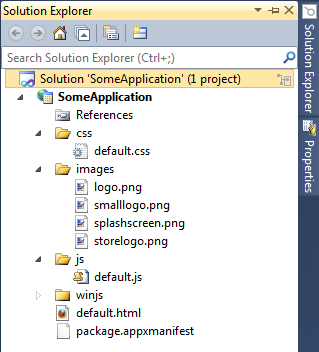 Solution Explorer
Search Solution Explorer (Ctrl+;)
Solution 'SomeApplication' (1 project)
SomeApplication
References
css
default.css
images
logo.png
smalllogo.png
splashscreen.png
storelogo.png
js
default.js
winjs
default.html
package.appxmanifest
Solution Explorer
Properties